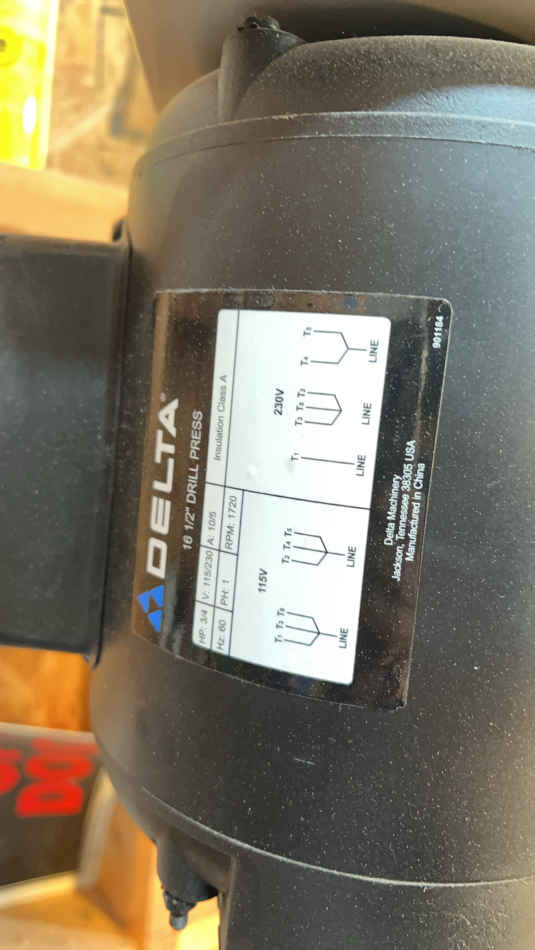 DELTA®
16 1/2" DRILL PRESS
HP: 3/4 V: 115/230 A: 10/5 Insulation Class A
Hz: 60 PH: 1 RPM: 1720
115V
T1 T3 T8
LINE
T2 T4 T5
LINE
230V
T1
LINE
T2 T8 T3
LINE
T4 T5
LINE
Delta Machinery
Jackson, Tennessee 38305 USA
Manufactured in China
901184